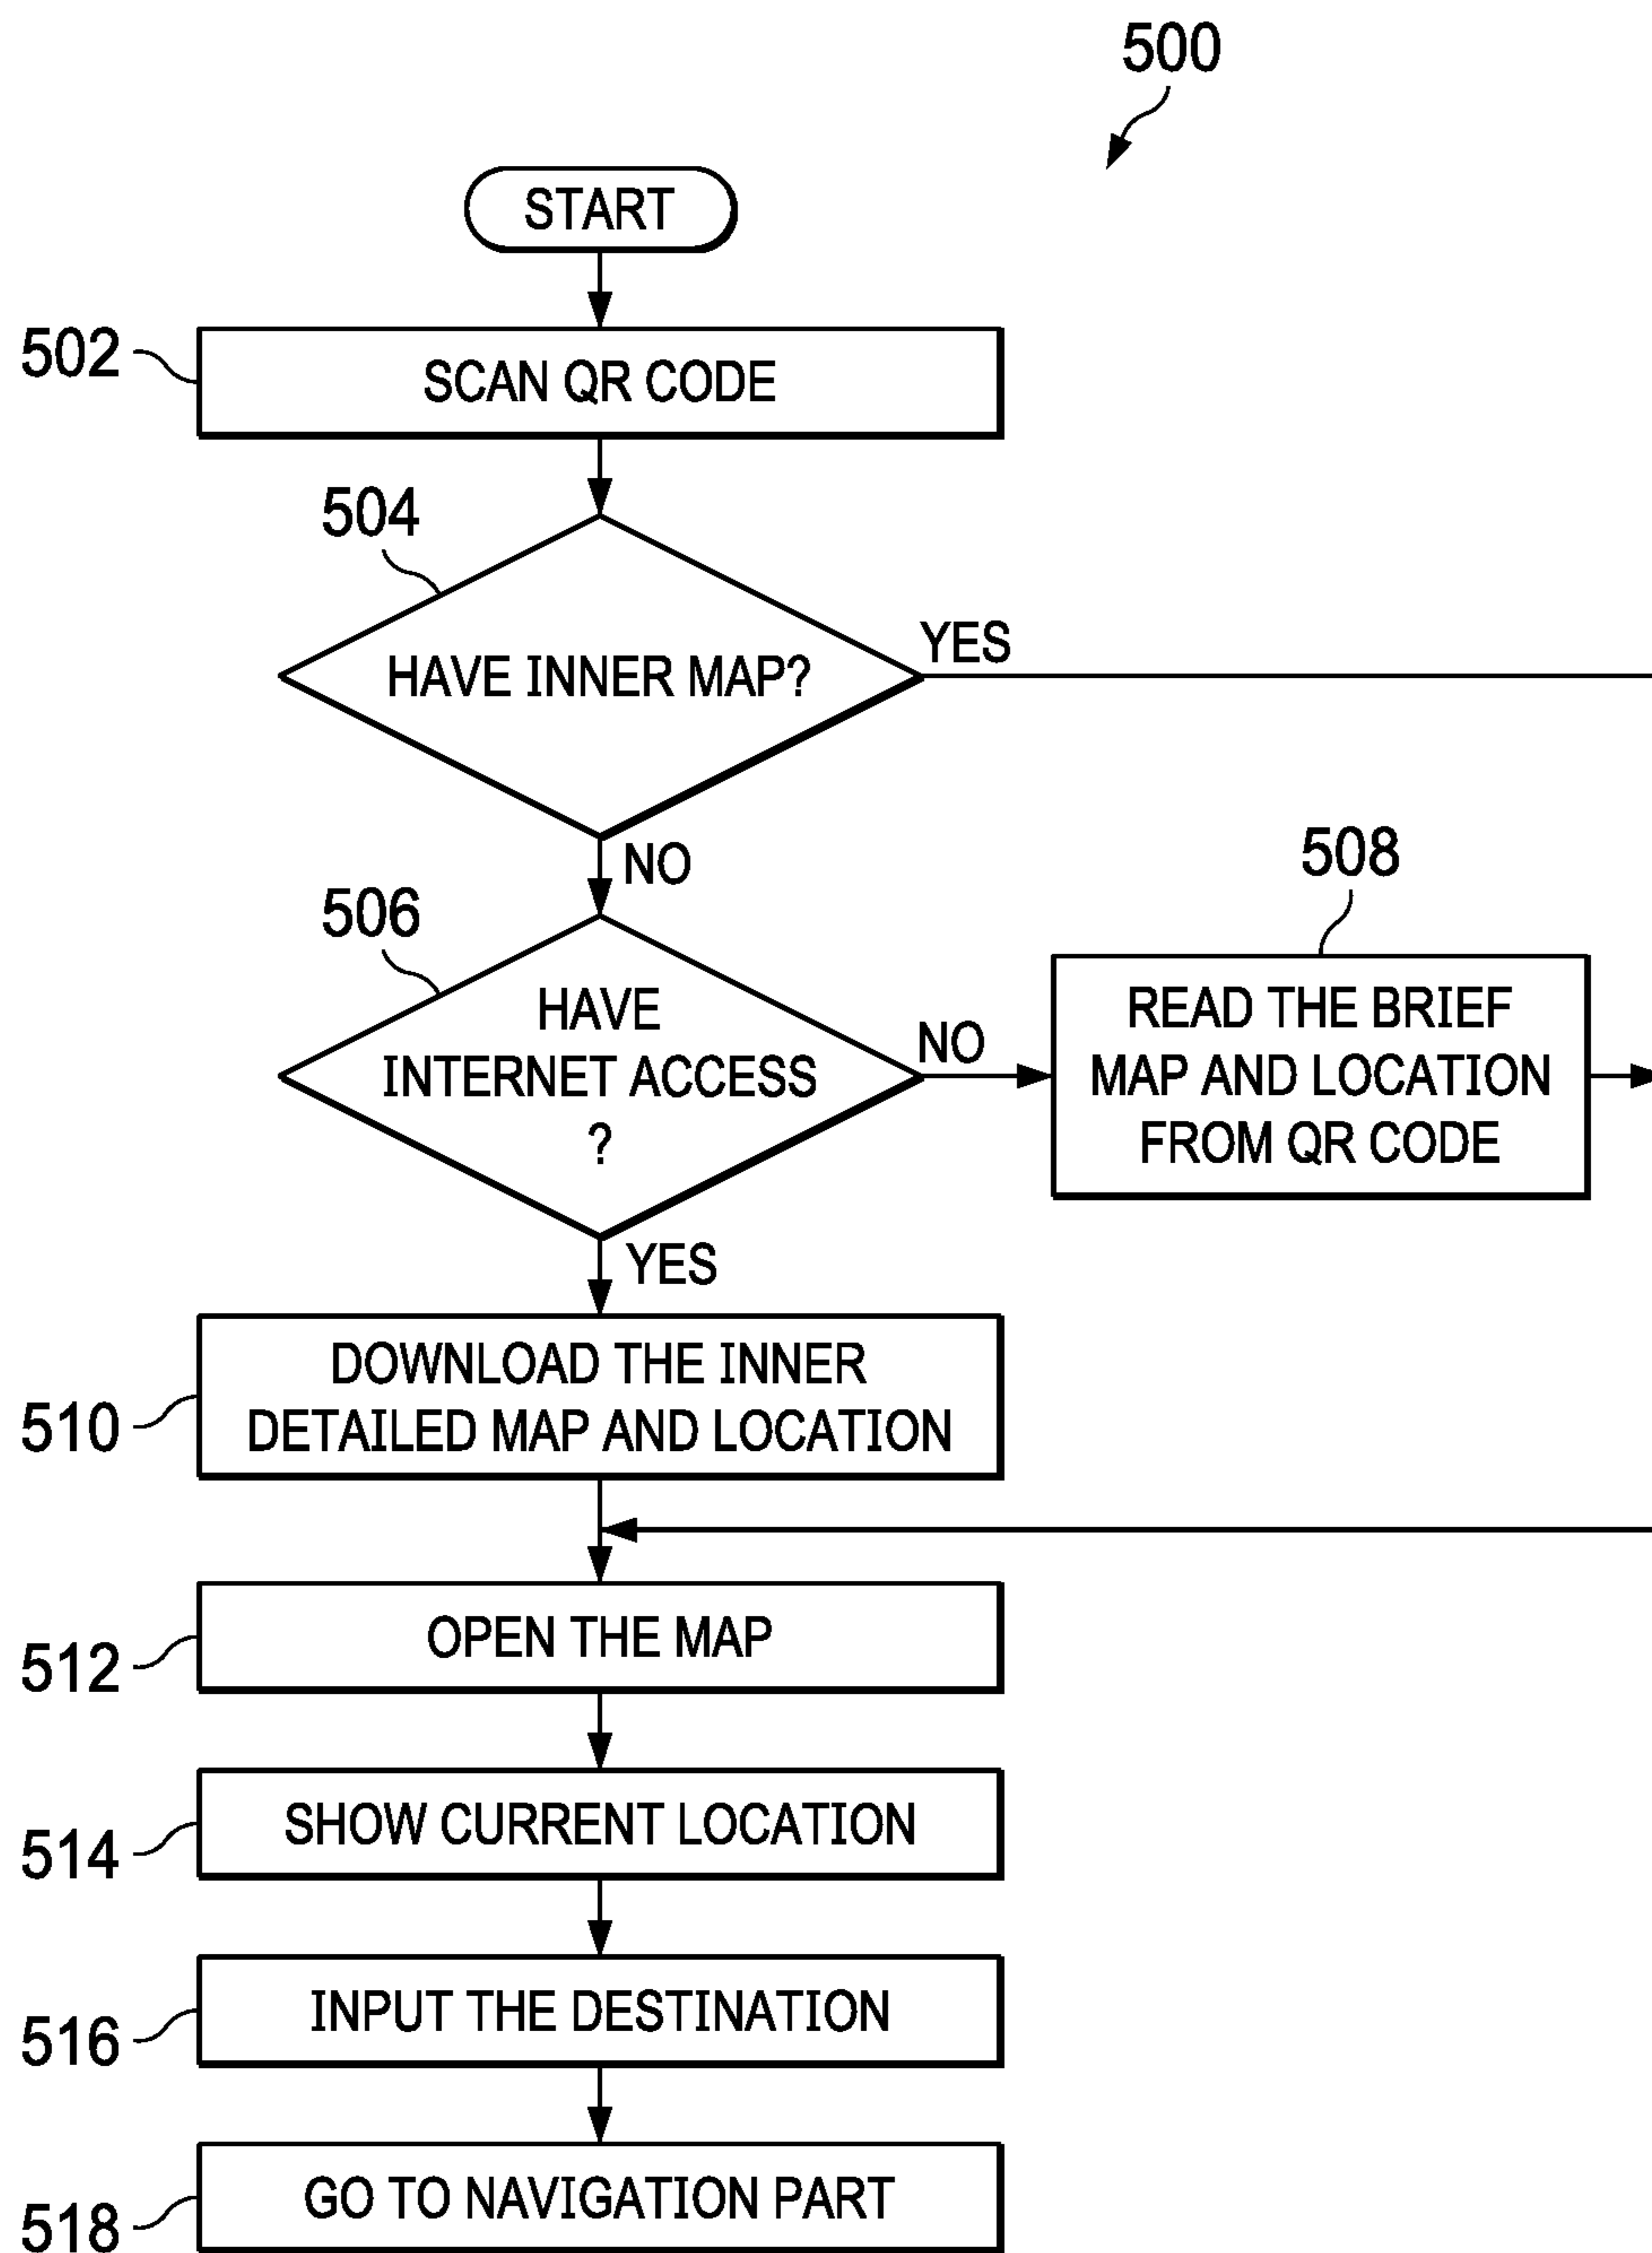 500
START
502
SCAN QR CODE
504
HAVE INNER MAP?
YES
NO
508
506
HAVE
INTERNET ACCESS
?
NO
READ THE BRIEF
MAP AND LOCATION
FROM QR CODE
YES
510
DOWNLOAD THE INNER
DETAILED MAP AND LOCATION
512
OPEN THE MAP
514
SHOW CURRENT LOCATION
516
INPUT THE DESTINATION
518
GO TO NAVIGATION PART